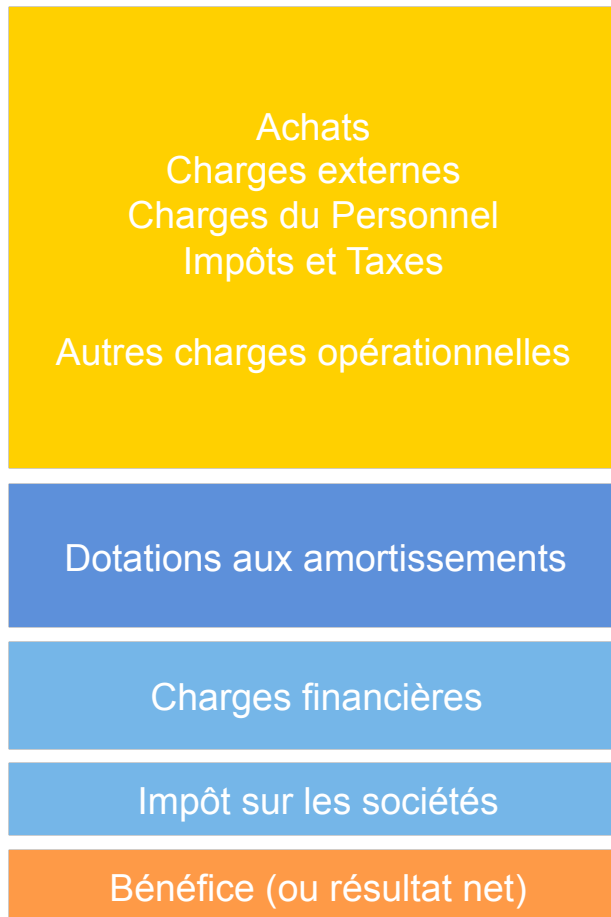 Achats
Charges externes
Charges du Personnel
Impôts et Taxes
Autres charges opérationnelles
Dotations aux amortissements
Charges financières
Impôt sur les sociétés
Bénéfice (ou résultat net)